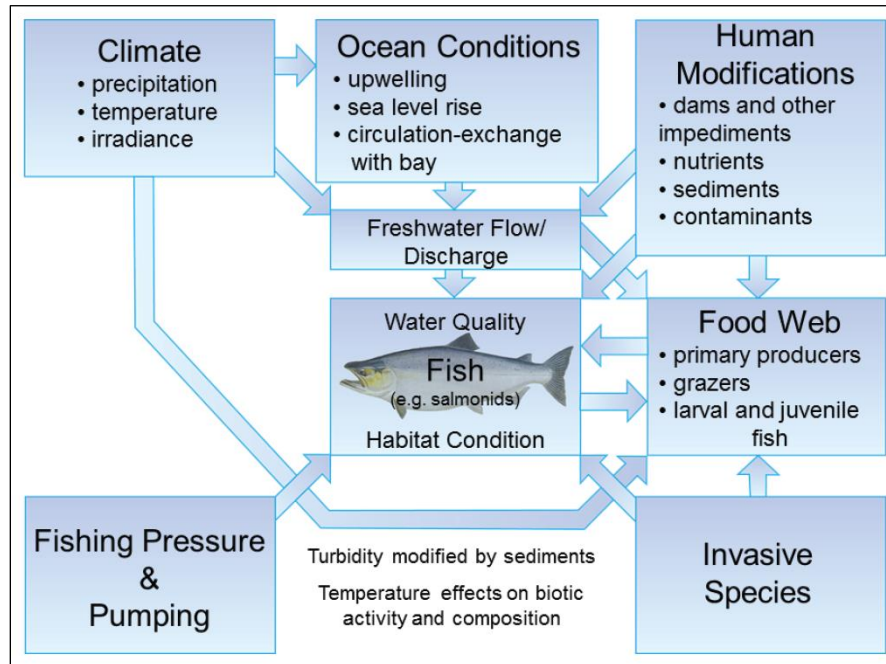 Climate
• precipitation
• temperature
• irradiance
Ocean Conditions
• upwelling
• sea level rise
• circulation-exchange
with bay
Human
Modifications
• dams and other
impediments
• nutrients
• sediments
• contaminants
Freshwater Flow/
Discharge
Water Quality
Fish
(e.g. salmonids)
Habitat Condition
Food Web
• primary producers
• grazers
• larval and juvenile
fish
Fishing Pressure
&
Pumping
Turbidity modified by sediments
Temperature effects on biotic
activity and composition
Invasive
Species